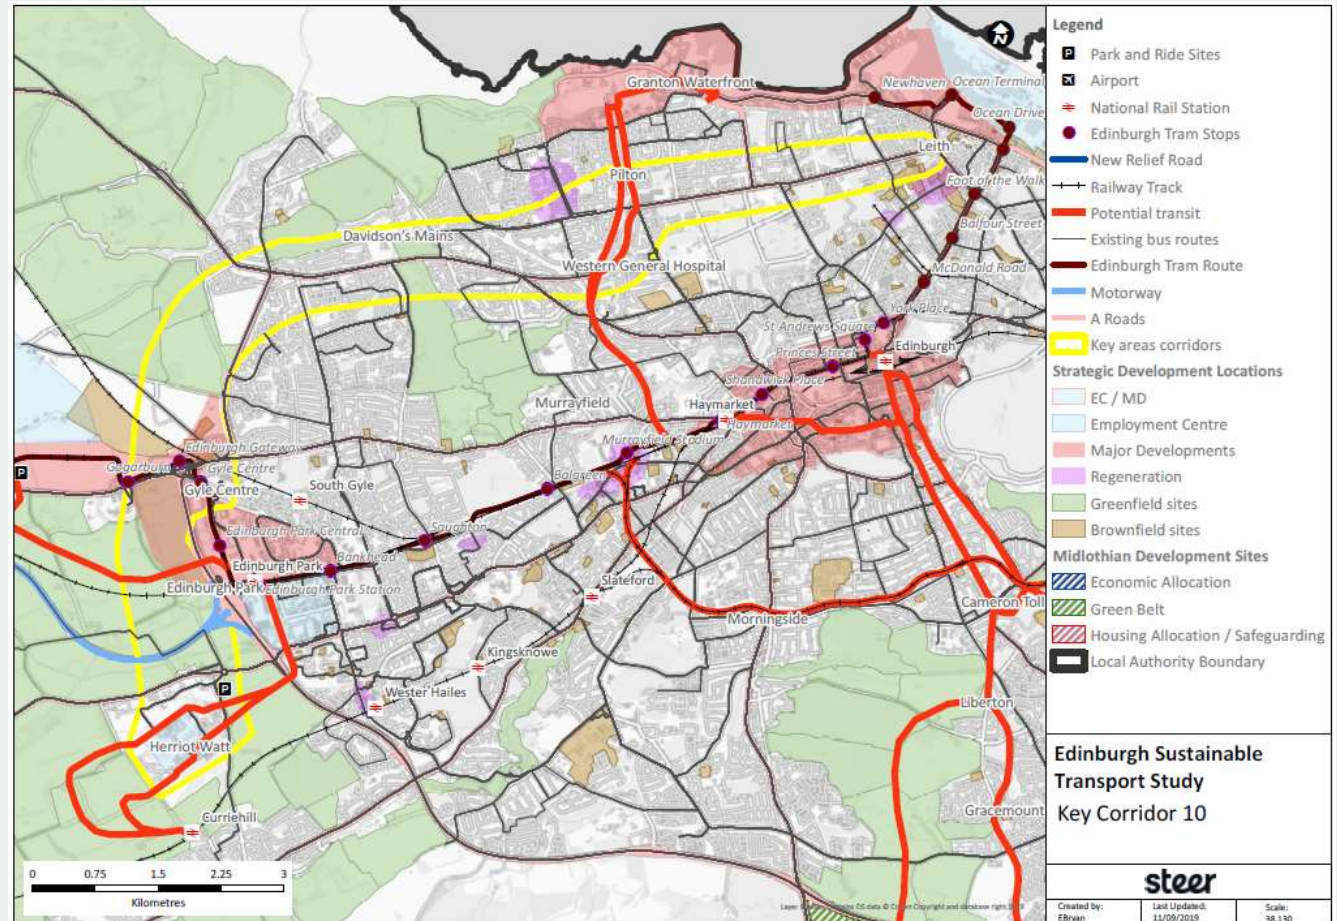 Granton Waterfront
Newhaven
Ocean Terminal
Ocean Drive
Leith
Pilton
Foot of the Walk
Davidson's Mains
Balfour Street
Western General Hospital
McDonald Road
York Place
St Andrews Square
Edinburgh
Princes Street
Shandwick Place
Murrayfield
Haymarket
Haymarket
Murrayfield Stadium
Edinburgh Gateway
Gogarburn
Gyle Centre
Gyle Centre
South Gyle
Balgreen
Edinburgh Park Central
Saughton
Bankhead
Edinburgh Park
Edinburgh Park
Edinburgh Park Station
Slateford
Cameron Toll
Morningside
Kingsknowe
Wester Hailes
Liberton
Herriot Watt
Gracemount
Curriehill
0 0.75 1.5 2.25 3
Kilometres
P
P
N
Legend
P Park and Ride Sites
Airport
National Rail Station
Edinburgh Tram Stops
New Relief Road
Railway Track
Potential transit
Existing bus routes
Edinburgh Tram Route
Motorway
A Roads
Key areas corridors
Strategic Development Locations
EC / MD
Employment Centre
Major Developments
Regeneration
Greenfield sites
Brownfield sites
Midlothian Development Sites
Economic Allocation
Green Belt
Housing Allocation / Safeguarding
Local Authority Boundary
Edinburgh Sustainable
Transport Study
Key Corridor 10
steer
Created by:
EBryan
Last Updated:
11/09/2019
Scale:
38,130